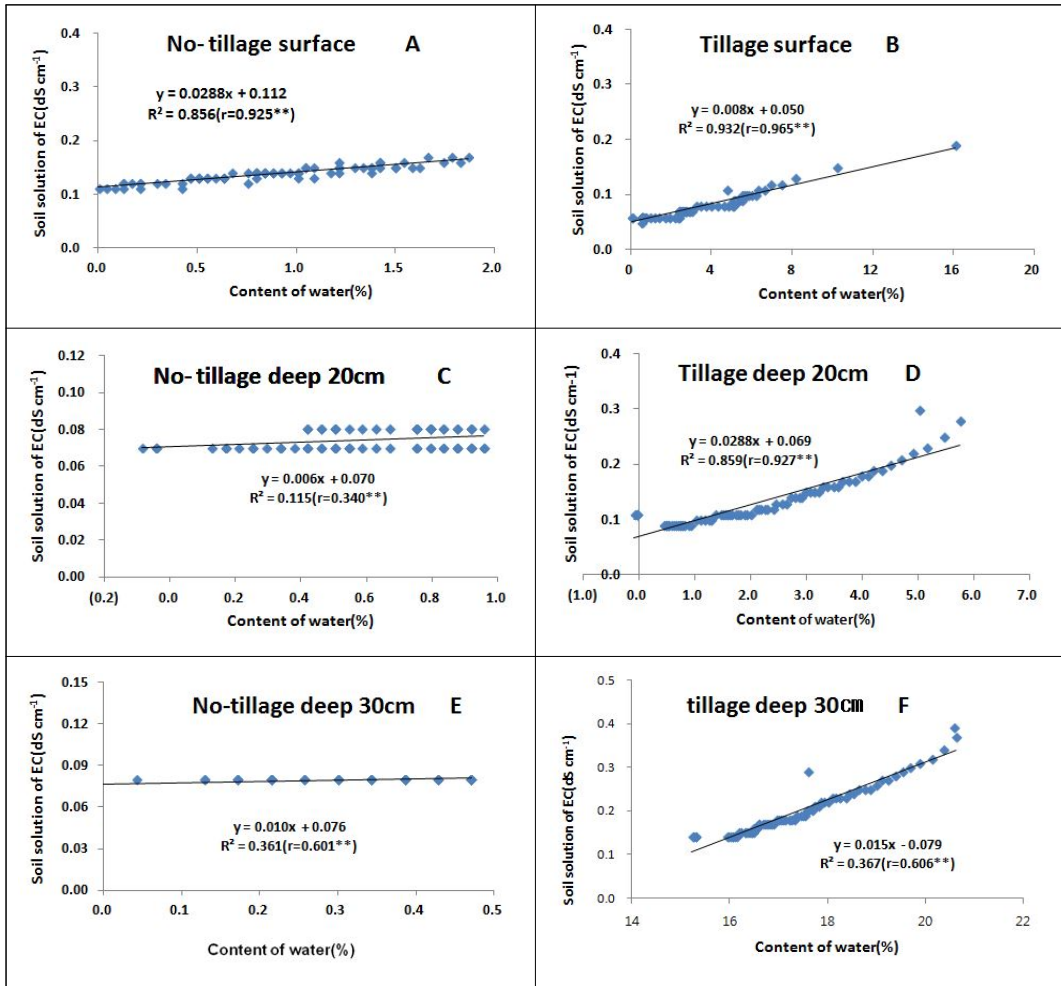 No- tillage surface A
Soil solution of EC(dS cm⁻¹)
0.4
0.3
0.2
0.1
0.0
y = 0.0288x + 0.112
R² = 0.856(r=0.925**)
0.0 0.5 1.0 1.5 2.0
Content of water(%)
Tillage surface B
Soil solution of EC(dS cm⁻¹)
0.4
0.3
0.2
0.1
0.0
y = 0.008x + 0.050
R² = 0.932(r=0.965**)
0 4 8 12 16 20
Content of water(%)
No- tillage deep 20cm C
Soil solution of EC(dS cm⁻¹)
0.12
0.10
0.08
0.06
0.04
0.02
0.00
y = 0.006x + 0.070
R² = 0.115(r=0.340**)
(0.2) 0.0 0.2 0.4 0.6 0.8 1.0
Content of water(%)
Tillage deep 20cm D
Soil solution of EC(dS cm-1)
0.4
0.3
0.2
0.1
0.0
y = 0.0288x + 0.069
R² = 0.859(r=0.927**)
(1.0) 0.0 1.0 2.0 3.0 4.0 5.0 6.0 7.0
Content of water(%)
No-tillage deep 30cm E
Soil solution of EC(dS cm⁻¹)
0.15
0.12
0.09
0.06
0.03
0.00
y = 0.010x + 0.076
R² = 0.361(r=0.601**)
0.0 0.1 0.2 0.3 0.4 0.5
Content of water(%)
tillage deep 30㎝ F
Soil solution of EC(dS cm⁻¹)
0.5
0.4
0.3
0.2
0.1
0.0
y = 0.015x - 0.079
R² = 0.367(r=0.606**)
14 16 18 20 22
Content of water(%)